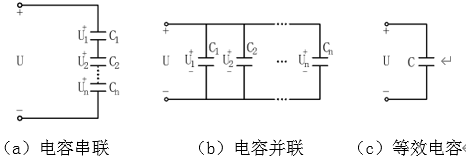 +
U₁ + C₁
U
U₂ + C₂
Uₙ + Cₙ
−
（a）电容串联
+
U
U₁ + − C₁
U₂ + − C₂
...
...
Uₙ + − Cₙ
−
（b）电容并联
+
U C ↵
−
（c）等效电容↵